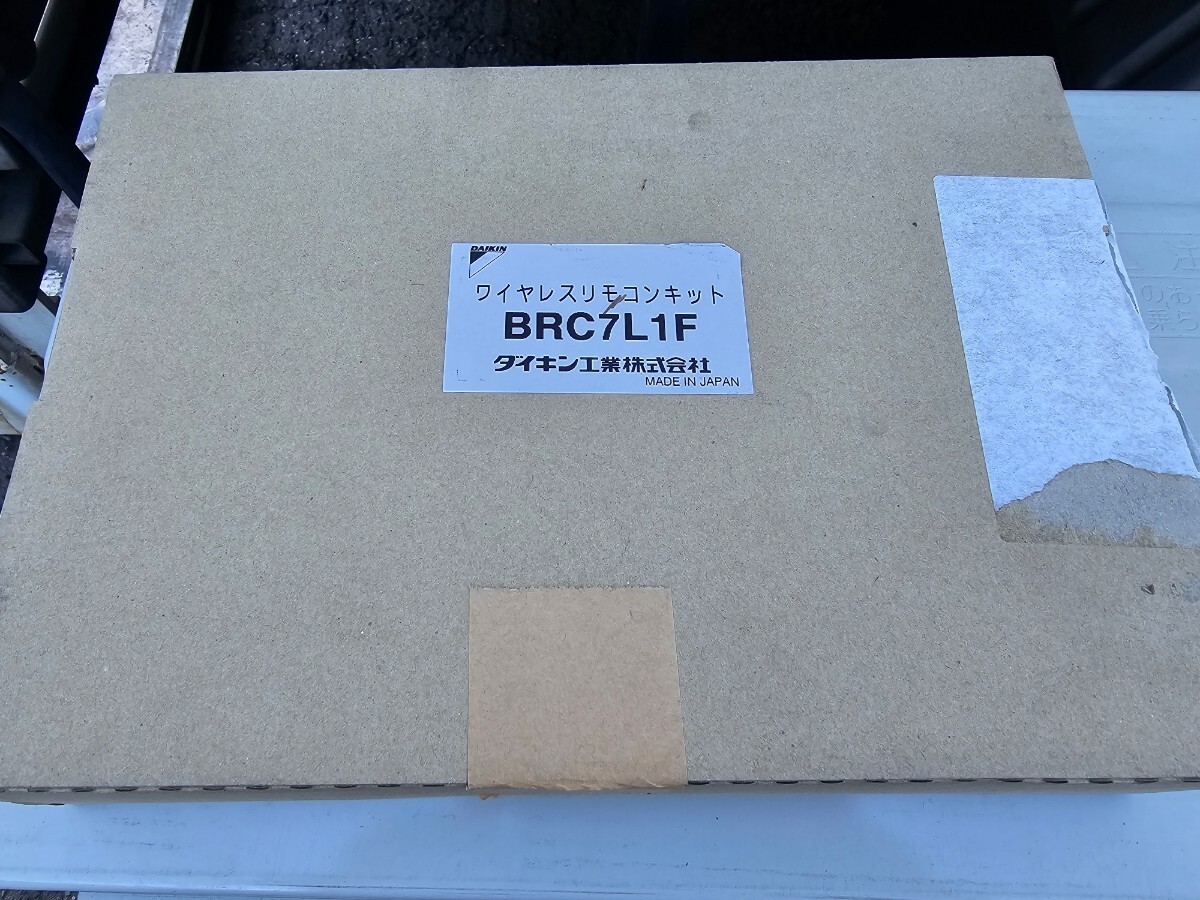 DAIKIN
ワイヤレスリモコンキット
BRC7L1F
ダイキン工業株式会社
MADE IN JAPAN